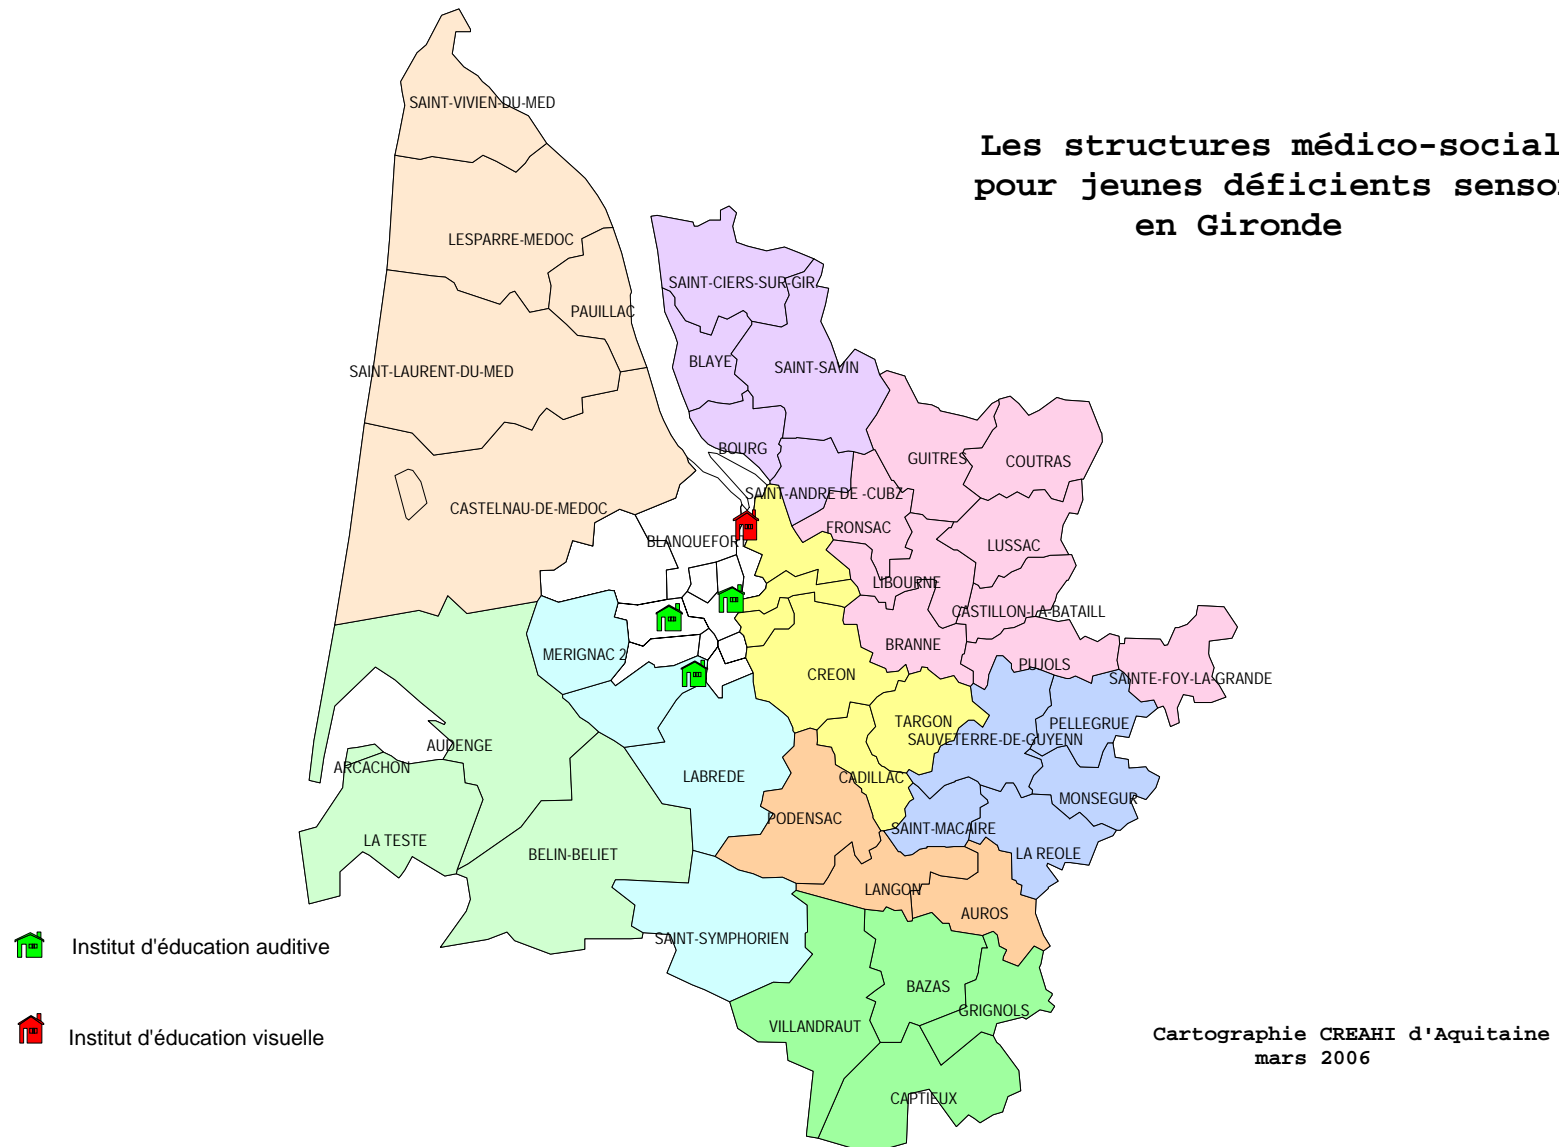 SAINT-VIVIEN-DU-MED
Les structures médico-social
pour jeunes déficients senso
en Gironde
LESPARRE-MEDOC
SAINT-CIERS-SUR-GIR
PAUILLAC
BLAYE
SAINT-SAVIN
SAINT-LAURENT-DU-MED
BOURG
GUITRES
COUTRAS
SAINT-ANDRE DE -CUBZ
CASTELNAU-DE-MEDOC
FRONSAC
BLANQUEFORT
LUSSAC
LIBOURNE
CASTILLON-LA-BATAILL
BRANNE
MERIGNAC 2
PUJOLS
CREON
SAINTE-FOY-LA-GRANDE
TARGON
PELLEGRUE
SAUVETERRE-DE-GUYENN
AUDENGE
ARCACHON
LABREDE
CADILLAC
MONSEGUR
PODENSAC
SAINT-MACAIRE
LA TESTE
BELIN-BELIET
LA REOLE
LANGON
AUROS
SAINT-SYMPHORIEN
Institut d'éducation auditive
BAZAS
GRIGNOLS
VILLANDRAUT
Institut d'éducation visuelle
Cartographie CREAHI d'Aquitaine
mars 2006
CAPTIEUX